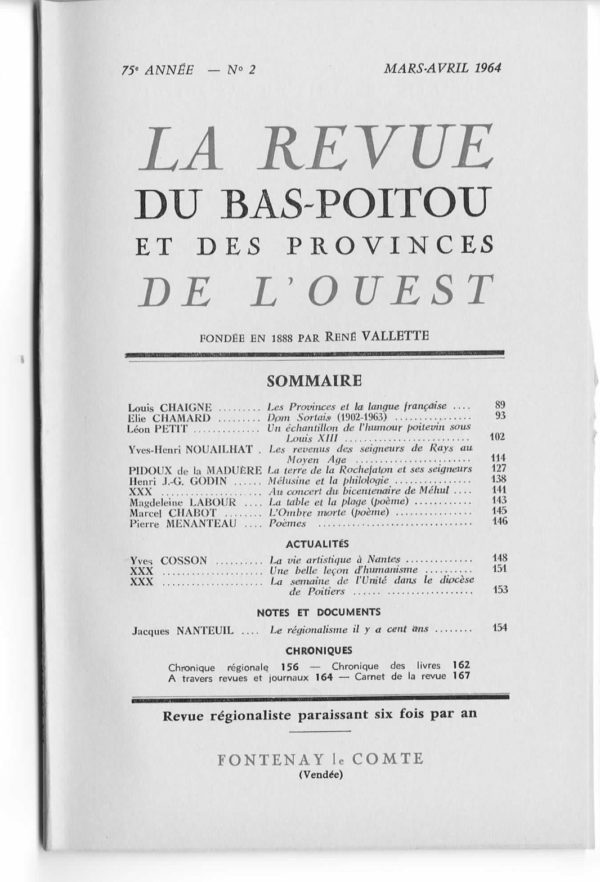 75e ANNÉE — No 2 MARS-AVRIL 1964
LA REVUE
DU BAS-POITOU
ET DES PROVINCES
DE L'OUEST
FONDÉE EN 1888 PAR RENÉ VALLETTE
SOMMAIRE
Louis CHAIGNE ......... Les Provinces et la langue française .... 89
Elie CHAMARD ......... Dom Sortais (1902-1963) ................ 93
Léon PETIT ............. Un échantillon de l'humour poitevin sous
Louis XIII .......................... 102
Yves-Henri NOUAILHAT . Les revenus des seigneurs de Rays au
Moyen Age ........................ 114
PIDOUX de la MADUÈRE La terre de la Rochefaton et ses seigneurs 127
Henri J.-G. GODIN ...... Mélusine et la philologie ................ 138
XXX .................... Au concert du bicentenaire de Méhul .... 141
Magdeleine LABOUR .... La table et la plage (poème) ............ 143
Marcel CHABOT ........ L'Ombre morte (poème) ................ 145
Pierre MENANTEAU .... Poèmes .......................... 146
ACTUALITÉS
Yves COSSON .......... La vie artistique à Nantes .............. 148
XXX .................... Une belle leçon d'humanisme .......... 151
XXX .................... La semaine de l'Unité dans le diocèse
de Poitiers ...... .................... 153
NOTES ET DOCUMENTS
Jacques NANTEUIL .... Le régionalisme il y a cent ans ........ 154
CHRONIQUES
Chronique régionale 156 — Chronique des livres 162
A travers revues et journaux 164 — Carnet de la revue 167
Revue régionaliste paraissant six fois par an
FONTENAY le COMTE
(Vendée)